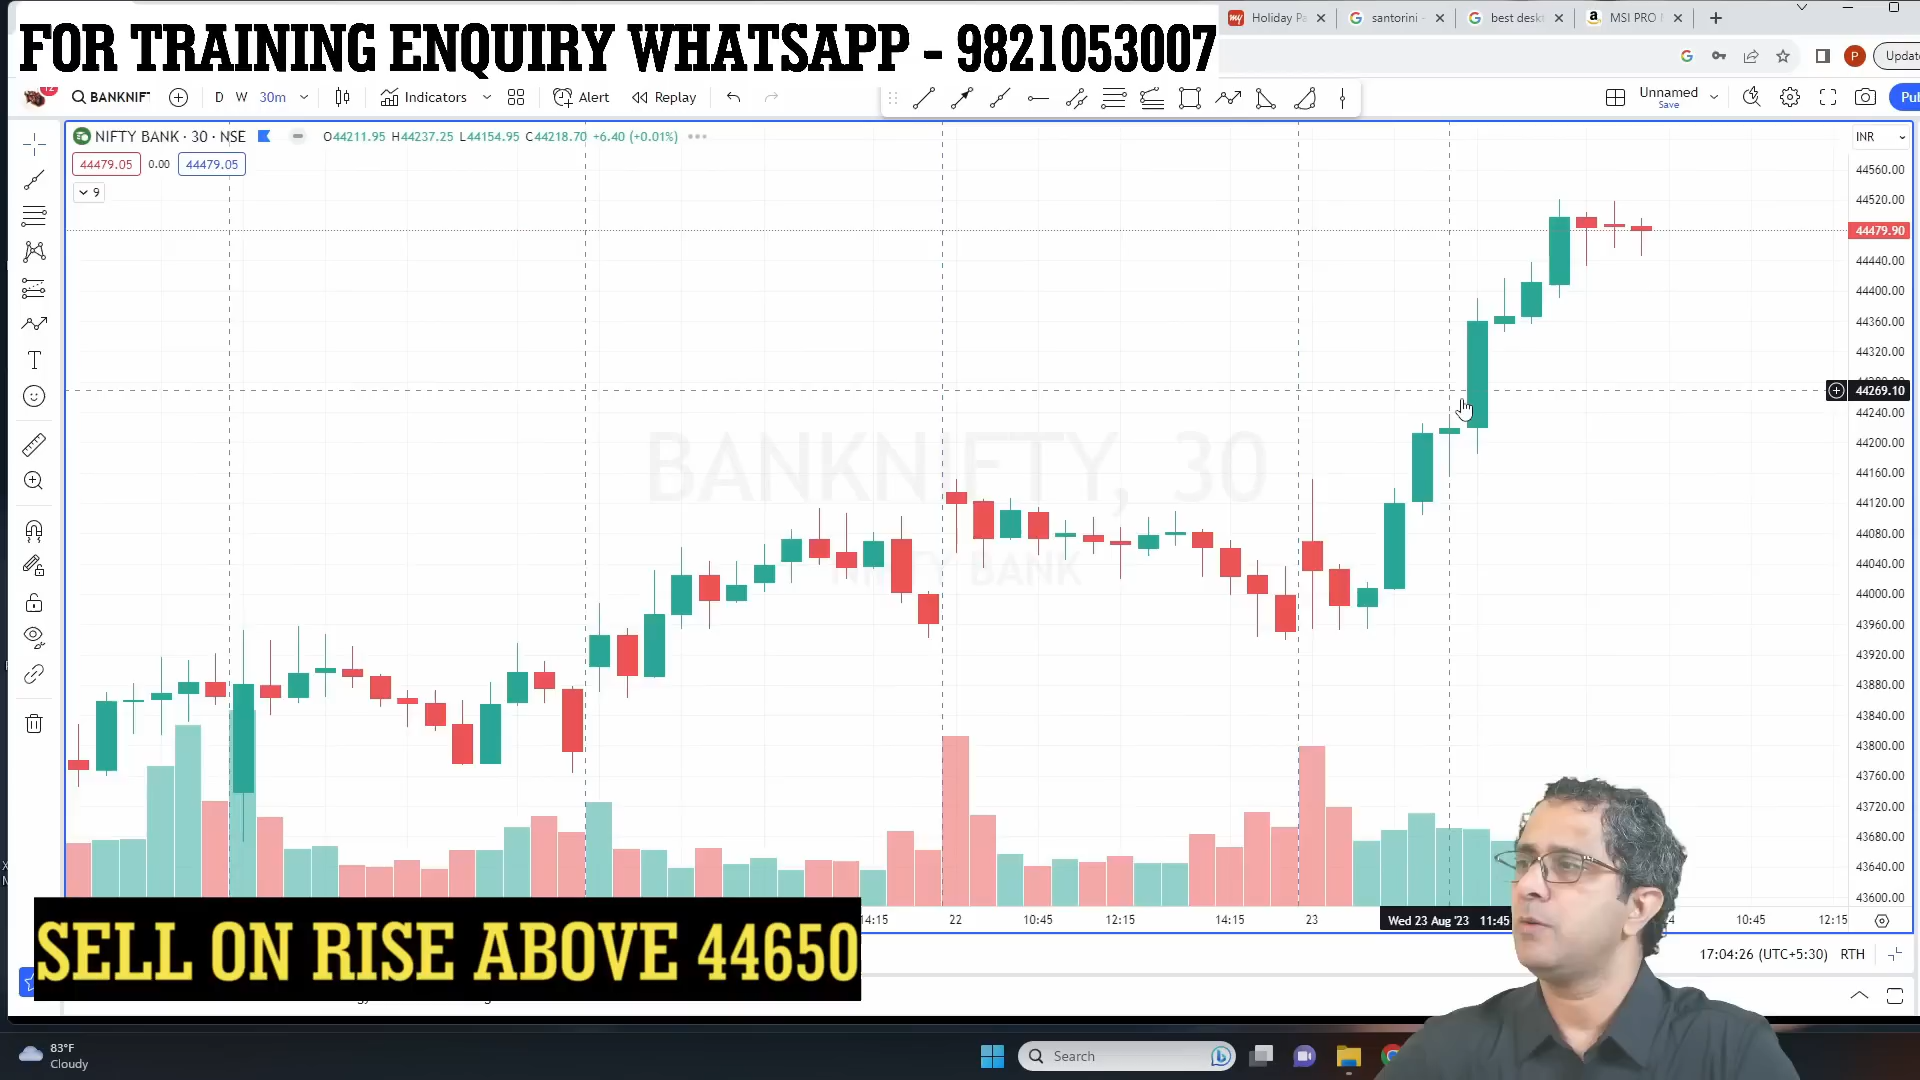 Holiday Pa
santorini -
best desk
MSI PRO
FOR TRAINING ENQUIRY WHATSAPP - 9821053007
Update
12
BANKNIFT
D W 30m
Indicators
Alert
Replay
Unnamed
Save
Pub
NIFTY BANK · 30 · NSE
O44211.95 H44237.25 L44154.95 C44218.70 +6.40 (+0.01%)
INR
44479.05 0.00 44479.05
9
BANKNIFTY, 30
NIFTY BANK
44560.00
44520.00
44479.90
44440.00
44400.00
44360.00
44320.00
44269.10
44240.00
44200.00
44160.00
44120.00
44080.00
44040.00
44000.00
43960.00
43920.00
43880.00
43840.00
43800.00
43760.00
43720.00
43680.00
43640.00
43600.00
14:15 22 10:45 12:15 14:15 23 Wed 23 Aug '23 11:45 10:45 12:15
SELL ON RISE ABOVE 44650
17:04:26 (UTC+5:30) RTH
83°F
Cloudy
Search
P